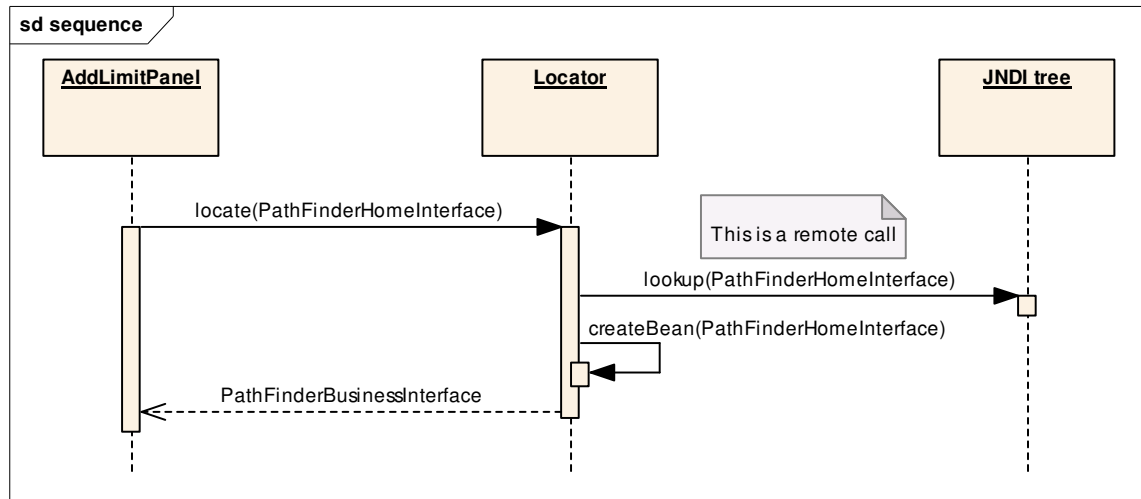 sd sequence
AddLimitPanel
Locator
JNDI tree
locate(PathFinderHomeInterface)
This is a remote call
lookup(PathFinderHomeInterface)
createBean(PathFinderHomeInterface)
PathFinderBusinessInterface